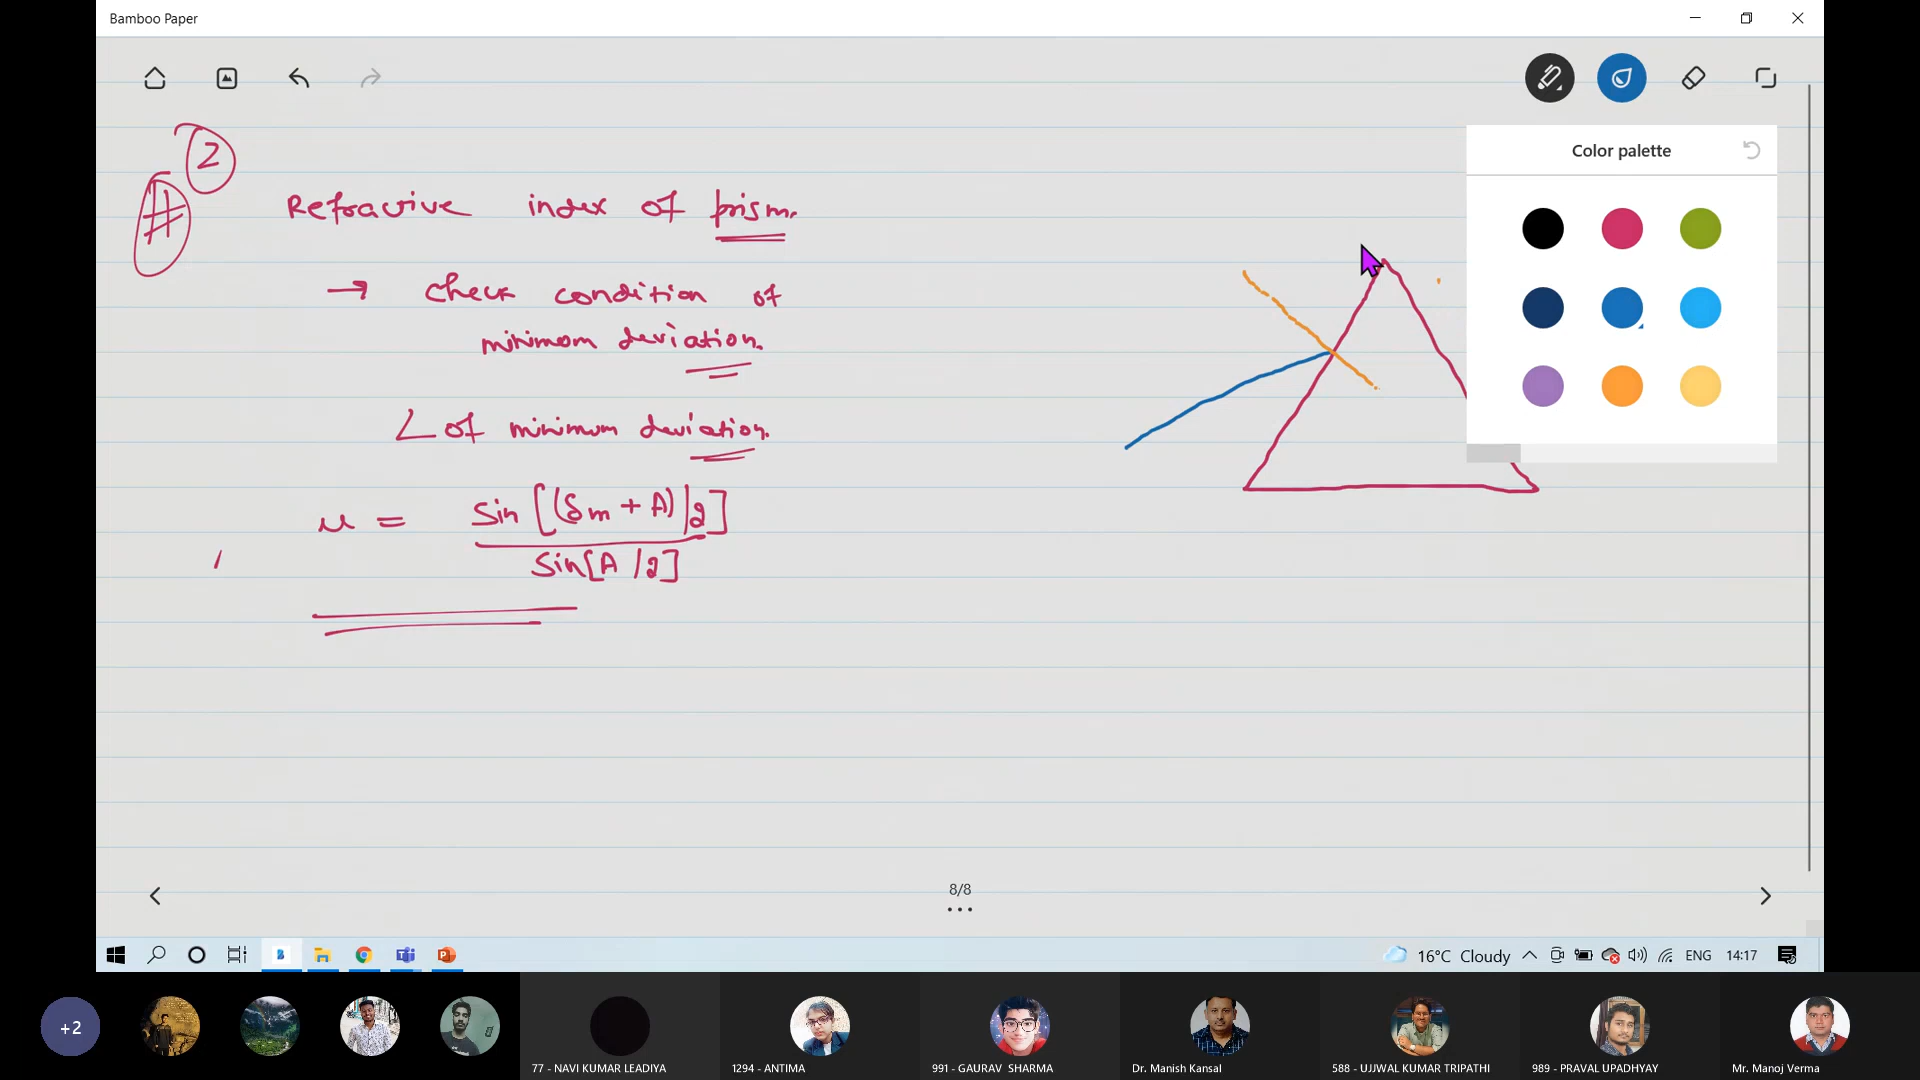 Bamboo Paper
2
#
Refractive index of prism.
→ Check condition of
minimum deviation.
∠ of minimum deviation.
μ = sin[(δm + A)|2]
sin[A/2]
Color palette
8/8
16°C Cloudy
ENG
14:17
+2
77 - NAVI KUMAR LEADIYA
1294 - ANTIMA
991 - GAURAV SHARMA
Dr. Manish Kansal
588 - UJJWAL KUMAR TRIPATHI
989 - PRAVAL UPADHYAY
Mr. Manoj Verma